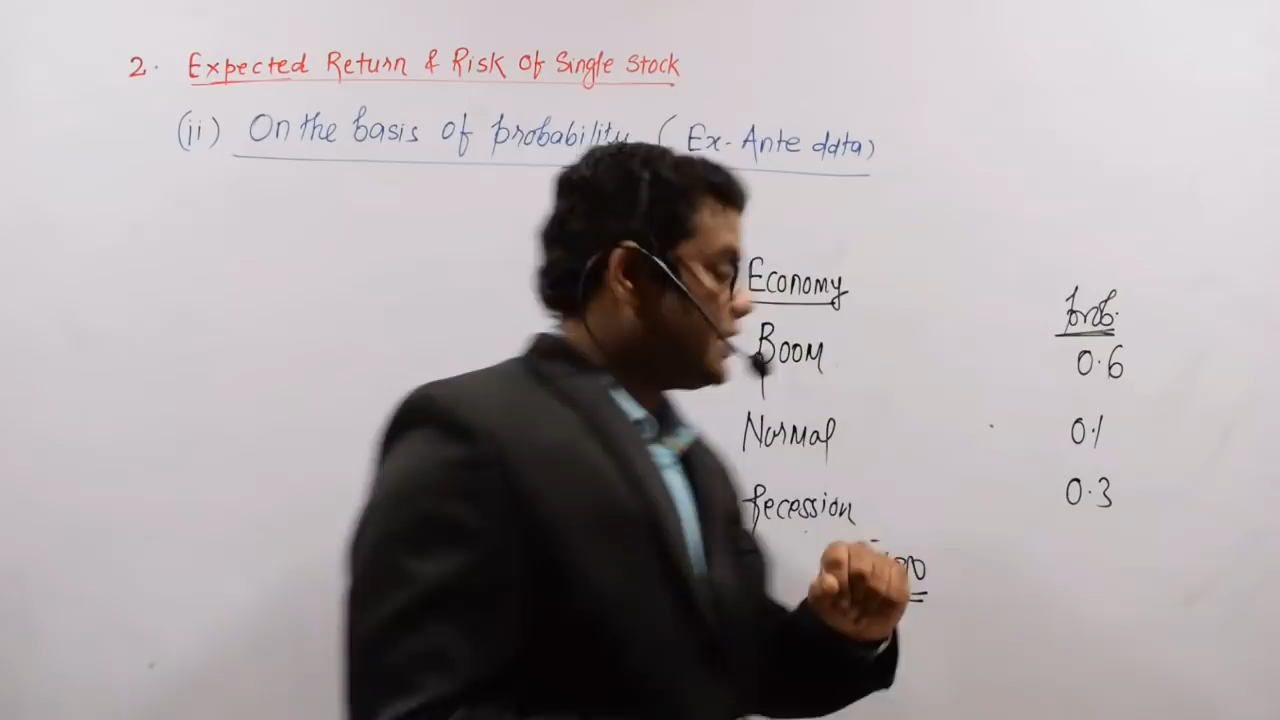 2. Expected Return & Risk Of Single Stock
(ii) On the basis of probability (Ex-Ante data)
Economy Prob.
Boom 0.6
Normal 0.1
Recession 0.3